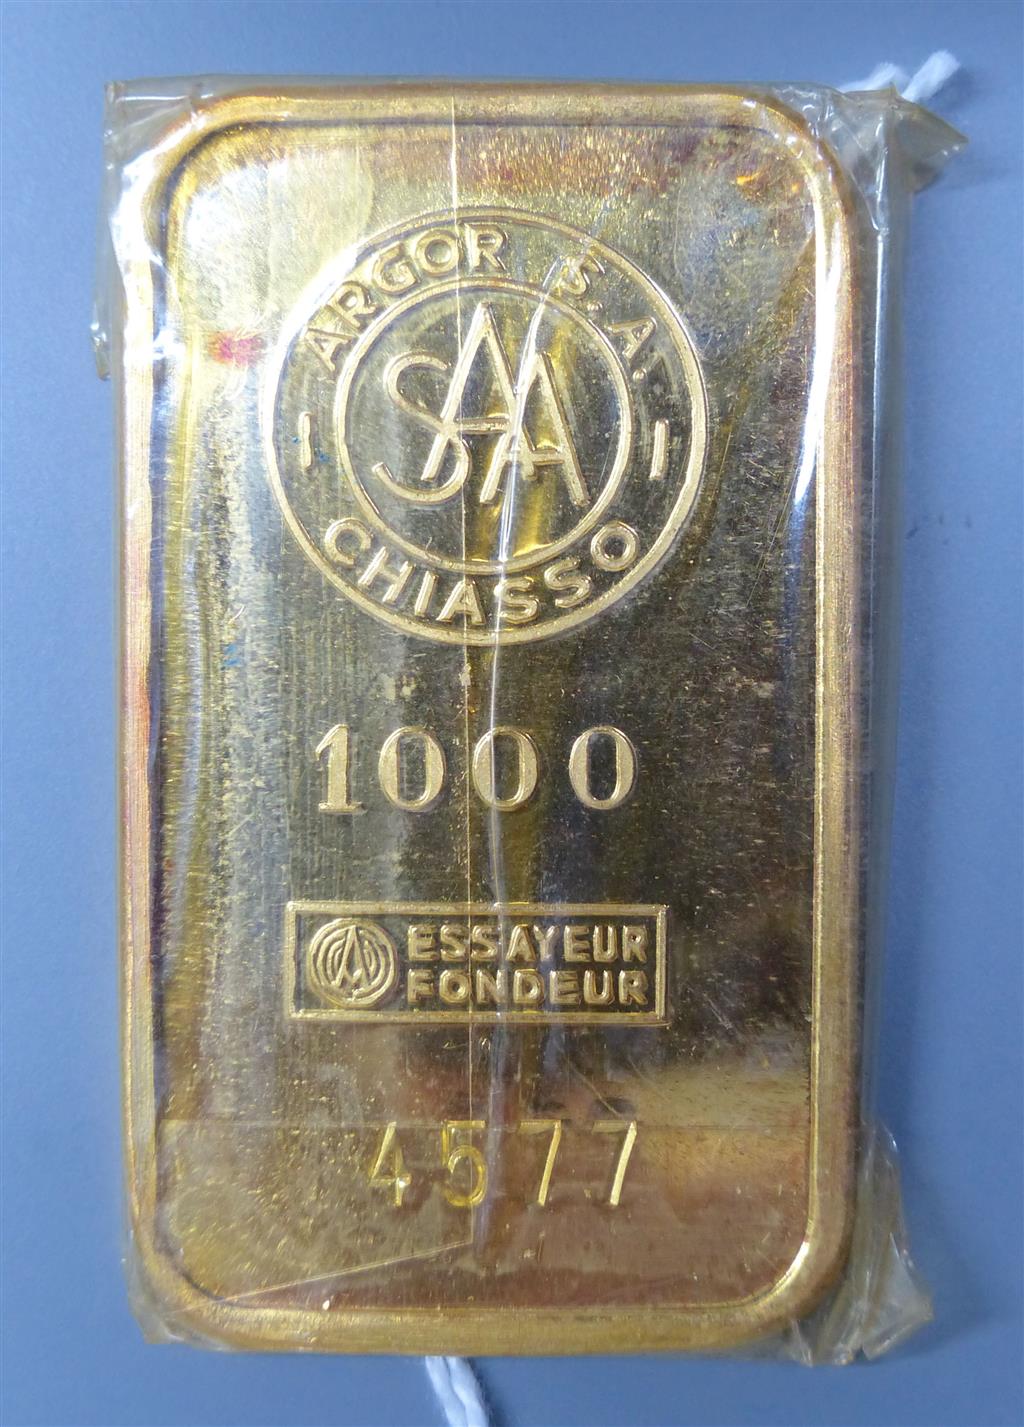 ARGOR S.A.
SAA
CHIASSO
1000
ESSAYEUR
FONDEUR
4577